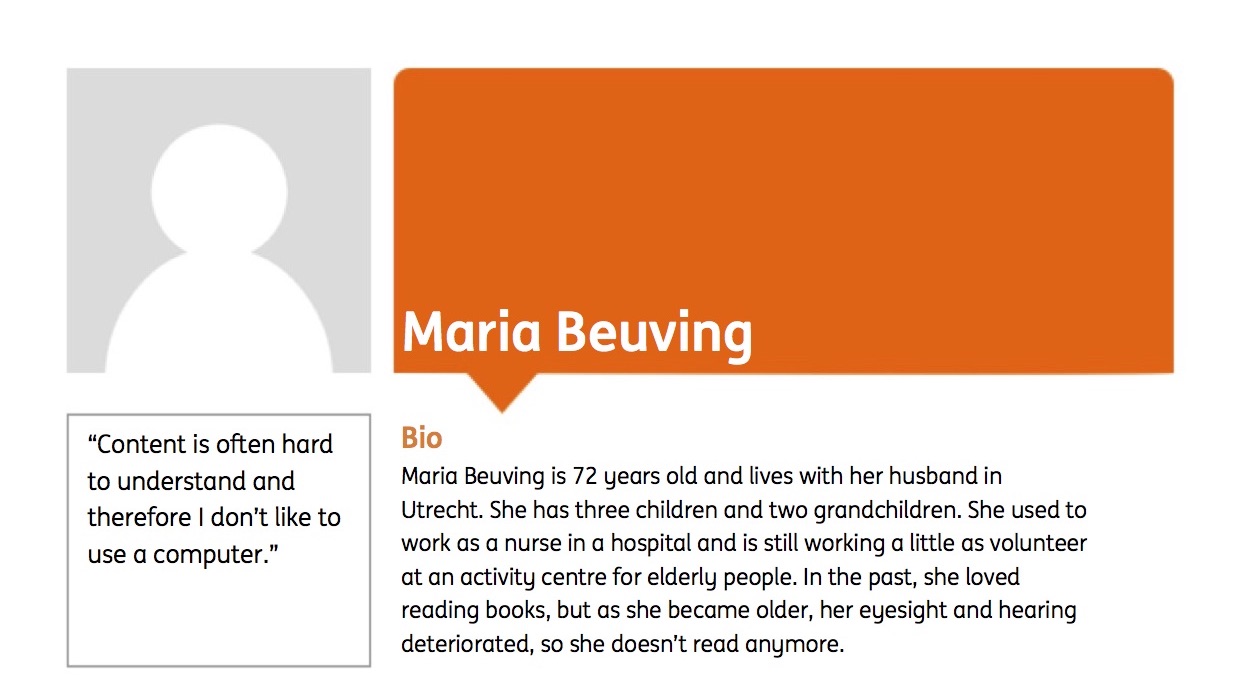 Maria Beuving
“Content is often hard
to understand and
therefore I don’t like to
use a computer.”
Bio
Maria Beuving is 72 years old and lives with her husband in
Utrecht. She has three children and two grandchildren. She used to
work as a nurse in a hospital and is still working a little as volunteer
at an activity centre for elderly people. In the past, she loved
reading books, but as she became older, her eyesight and hearing
deteriorated, so she doesn’t read anymore.